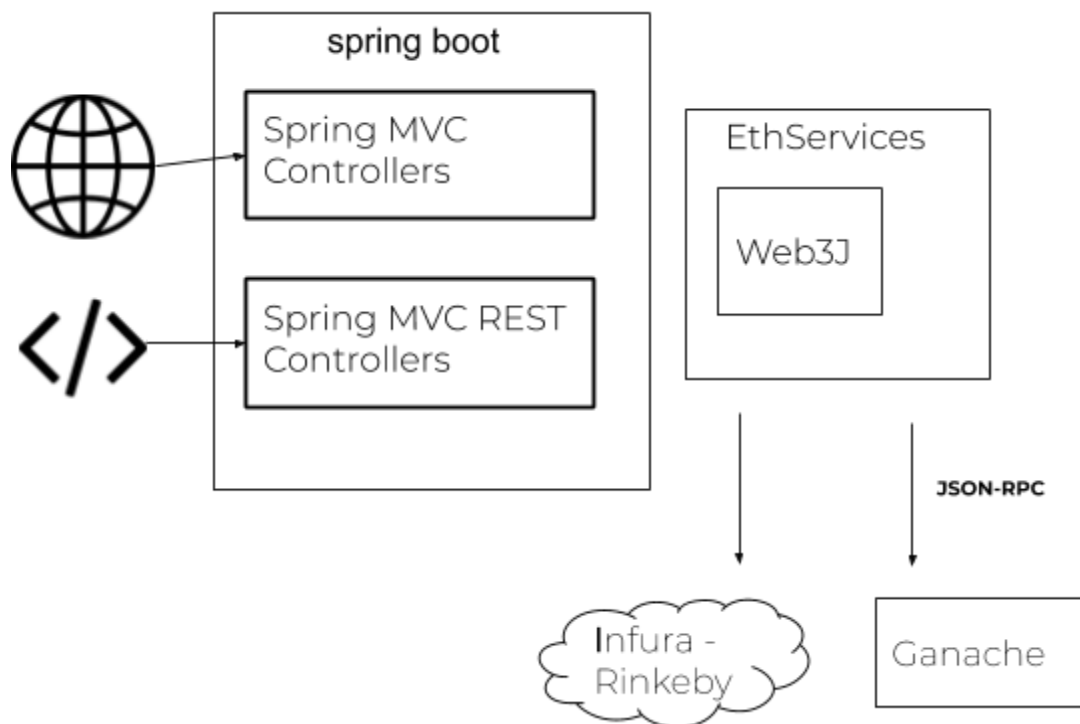 spring boot
Spring MVC
Controllers
Spring MVC REST
Controllers
EthServices
Web3J
JSON-RPC
Infura -
Rinkeby
Ganache